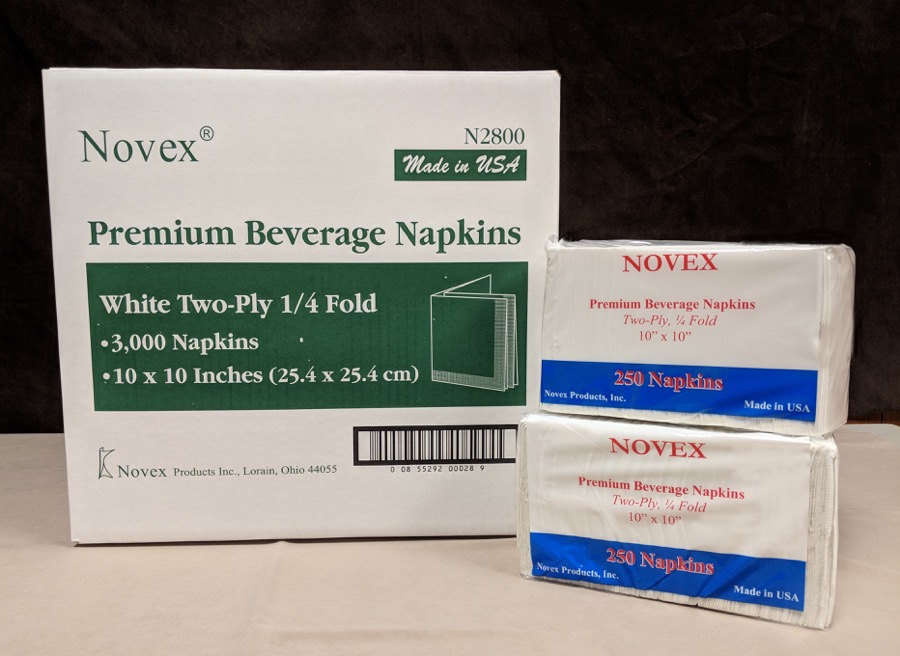 Novex®
N2800
Made in USA
Premium Beverage Napkins
White Two-Ply 1/4 Fold
•3,000 Napkins
•10 x 10 Inches (25.4 x 25.4 cm)
Novex Products Inc., Lorain, Ohio 44055
0 08 55292 00028 9
NOVEX
Premium Beverage Napkins
Two-Ply, ¼ Fold
10” x 10”
250 Napkins
Novex Products, Inc.
Made in USA
NOVEX
Premium Beverage Napkins
Two-Ply, ¼ Fold
10” x 10”
250 Napkins
Novex Products, Inc.
Made in USA